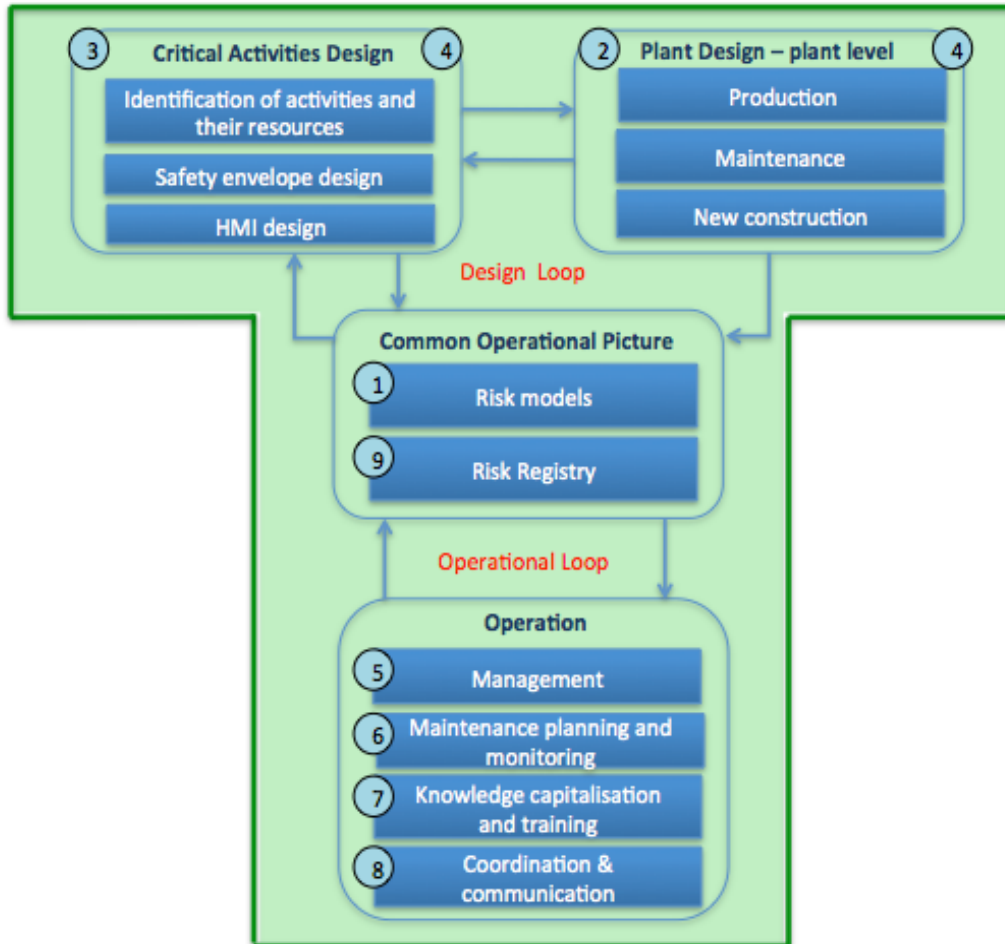 3
Critical Activities Design
4
Identification of activities and
their resources
Safety envelope design
HMI design
2
Plant Design – plant level
4
Production
Maintenance
New construction
Design Loop
Common Operational Picture
1
Risk models
9
Risk Registry
Operational Loop
Operation
5
Management
6
Maintenance planning and
monitoring
7
Knowledge capitalisation
and training
8
Coordination &
communication